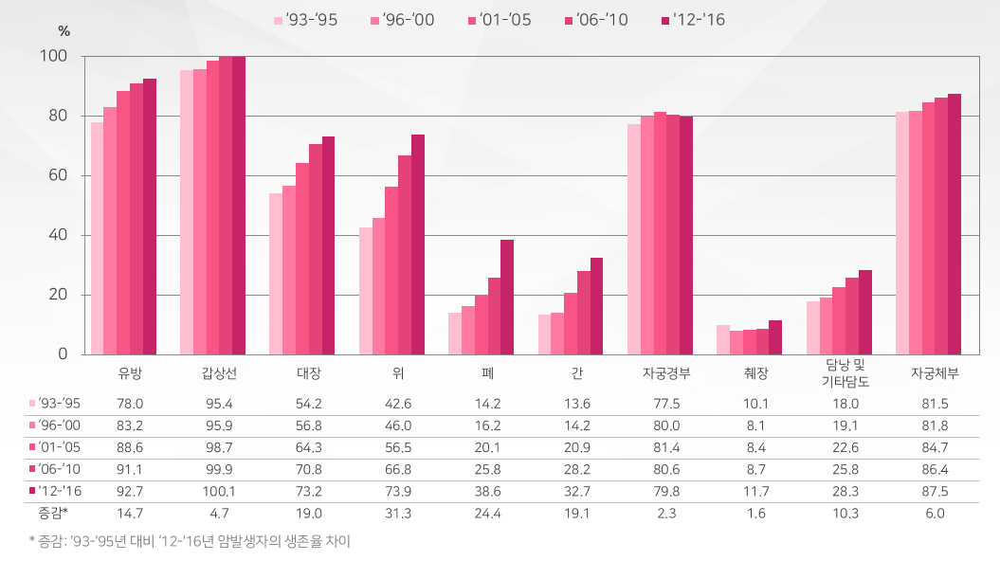 ‘93-‘95 ‘96-‘00 ‘01-‘05 ‘06-‘10 '12-'16
%
100
80
60
40
20
0
유방 갑상선 대장 위 폐 간 자궁경부 췌장 담낭 및 기타담도 자궁체부
‘93-‘95 78.0 95.4 54.2 42.6 14.2 13.6 77.5 10.1 18.0 81.5
‘96-‘00 83.2 95.9 56.8 46.0 16.2 14.2 80.0 8.1 19.1 81.8
‘01-‘05 88.6 98.7 64.3 56.5 20.1 20.9 81.4 8.4 22.6 84.7
‘06-‘10 91.1 99.9 70.8 66.8 25.8 28.2 80.6 8.7 25.8 86.4
'12-'16 92.7 100.1 73.2 73.9 38.6 32.7 79.8 11.7 28.3 87.5
증감* 14.7 4.7 19.0 31.3 24.4 19.1 2.3 1.6 10.3 6.0
* 증감: '93-'95년 대비 ‘12-'16년 암발생자의 생존율 차이